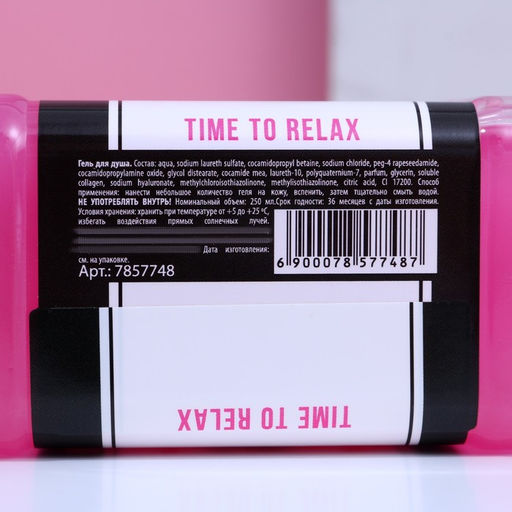 TIME TO RELAX
Гель для душа. Состав: aqua, sodium laureth sulfate, cocamidopropyl betaine, sodium chloride, peg-4 rapeseedamide,
cocamidopropylamine oxide, glycol distearate, cocamide mea, laureth-10, polyquaternium-7, parfum, glycerin, soluble
collagen, sodium hyaluronate, methylchloroisothiazolinone, methylisothiazolinone, citric acid, CI 17200. Способ
применения: нанести небольшое количество геля на кожу, вспенить, затем тщательно смыть водой.
НЕ УПОТРЕБЛЯТЬ ВНУТРЬ! Номинальный объем: 250 мл.Срок годности: 36 месяцев с даты изготовления.
Условия хранения: хранить при температуре от +5 до +25 °С,
избегать воздействия прямых солнечных лучей.
Дата изготовления:
см. на упаковке.
Арт.: 7857748
6 900078 577487
TIME TO RELAX